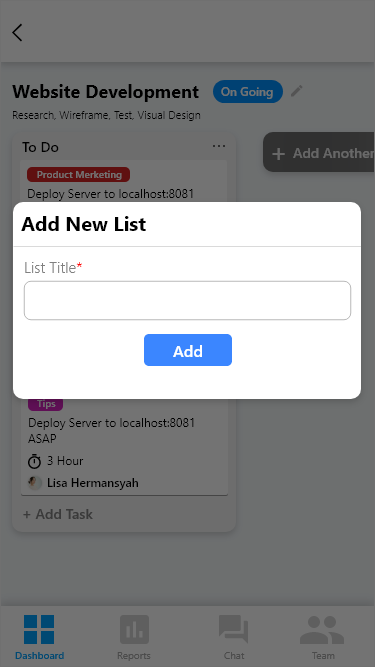 Website Development
On Going
Research, Wireframe, Test, Visual Design
To Do
...
+ Add Another
Product Merketing
Deploy Server to localhost:8081
Add New List
List Title*
Add
Tips
Deploy Server to localhost:8081
ASAP
3 Hour
Lisa Hermansyah
+ Add Task
Dashboard
Reports
Chat
Team